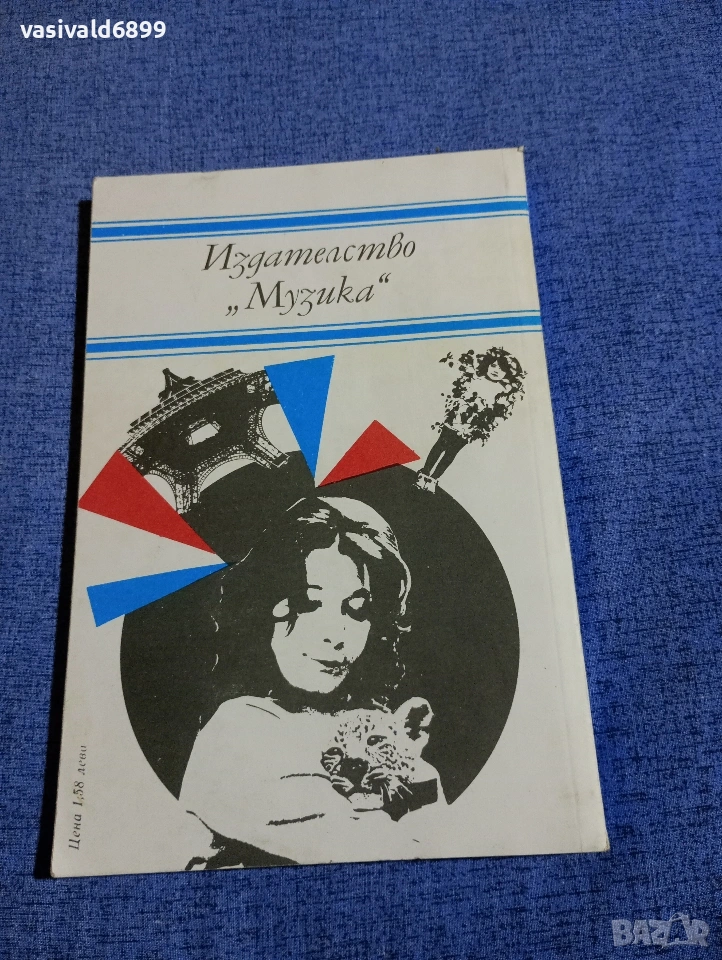 vasivald6899
Издателство
„Музика“
Цена 1,58 лева
BAZAR